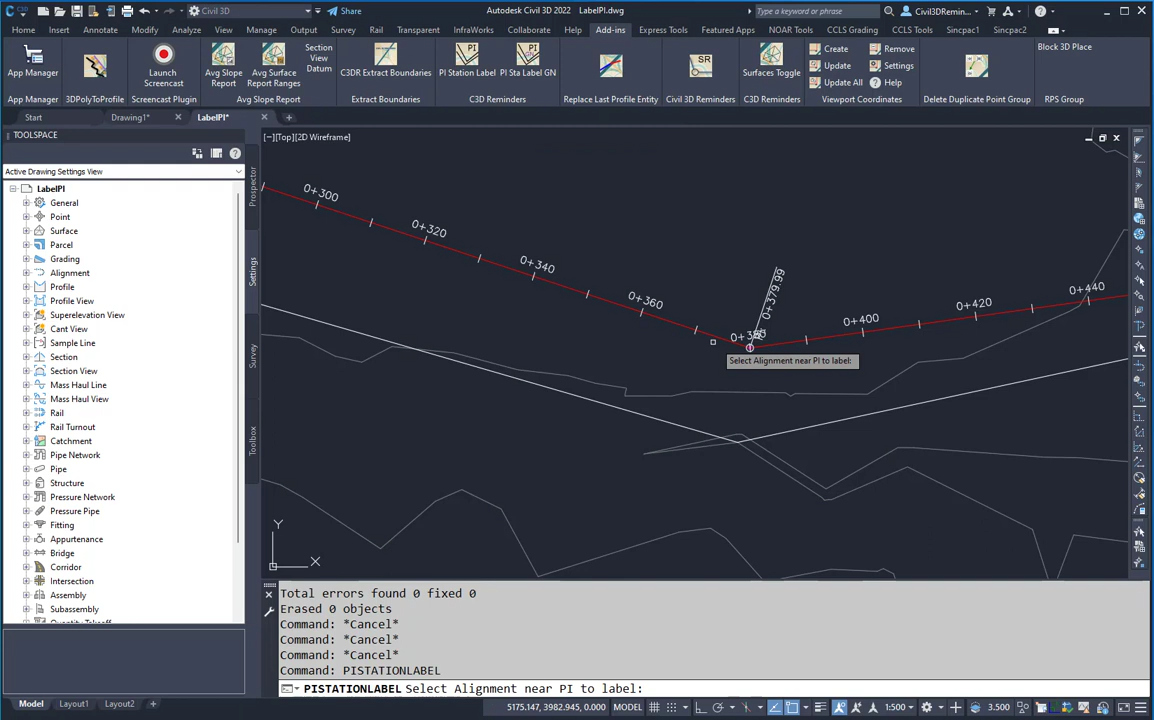 Civil 3D
Share
Autodesk Civil 3D 2022 LabelPI.dwg
Type a keyword or phrase
Civil3DRemin...
Home
Insert
Annotate
Modify
Analyze
View
Manage
Output
Survey
Rail
Transparent
InfraWorks
Collaborate
Help
Add-ins
Express Tools
Featured Apps
NOAR Tools
CCLS Grading
CCLS Tools
Sincpac1
Sincpac2
App Manager
Launch
Screencast
Avg Slope
Report
Avg Surface
Report Ranges
Section
View
Datum
C3DR Extract Boundaries
PI Station Label
PI Sta Label GN
Surfaces Toggle
Create
Update
Update All
Remove
Settings
Help
Block 3D Place
App Manager
3DPolyToProfile
Screencast Plugin
Avg Slope Report
Extract Boundaries
C3D Reminders
Replace Last Profile Entity
Civil 3D Reminders
C3D Reminders
Viewport Coordinates
Delete Duplicate Point Group
RPS Group
Start
Drawing1*
LabelPI*
TOOLSPACE
Active Drawing Settings View
LabelPI
General
Point
Surface
Parcel
Grading
Alignment
Profile
Profile View
Superelevation View
Cant View
Sample Line
Section
Section View
Mass Haul Line
Mass Haul View
Rail
Rail Turnout
Catchment
Pipe Network
Pipe
Structure
Pressure Network
Pressure Pipe
Fitting
Appurtenance
Bridge
Corridor
Intersection
Assembly
Subassembly
Quantity Takeoff
Prospector
Settings
Survey
Toolbox
[−][Top][2D Wireframe]
0+300
0+320
0+340
0+360
0+379.99
0+400
0+420
0+440
Select Alignment near PI to label:
Y
X
Total errors found 0 fixed 0
Erased 0 objects
Command: *Cancel*
Command: *Cancel*
Command: *Cancel*
Command: PISTATIONLABEL
PISTATIONLABEL Select Alignment near PI to label:
Model
Layout1
Layout2
5175.147, 3982.945, 0.000
MODEL
1:500
3.500